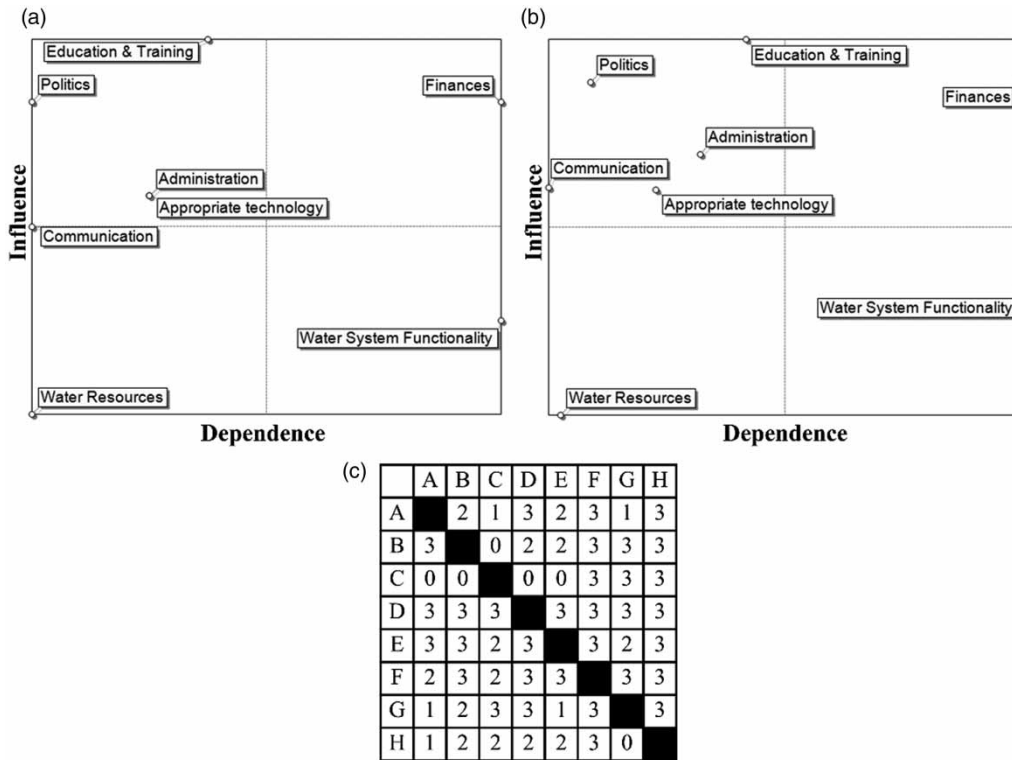 (a)
Education & Training
Politics
Finances
Administration
Appropriate technology
Communication
Water System Functionality
Water Resources
Influence
Dependence
(b)
Education & Training
Politics
Finances
Administration
Communication
Appropriate technology
Water System Functionality
Water Resources
Influence
Dependence
(c)
A B C D E F G H
A 2 1 3 2 3 1 3
B 3 0 2 2 3 3 3
C 0 0 0 0 3 3 3
D 3 3 3 3 3 3 3
E 3 3 2 3 3 2 3
F 2 3 2 3 3 3 3
G 1 2 3 3 1 3 3
H 1 2 2 2 2 3 0